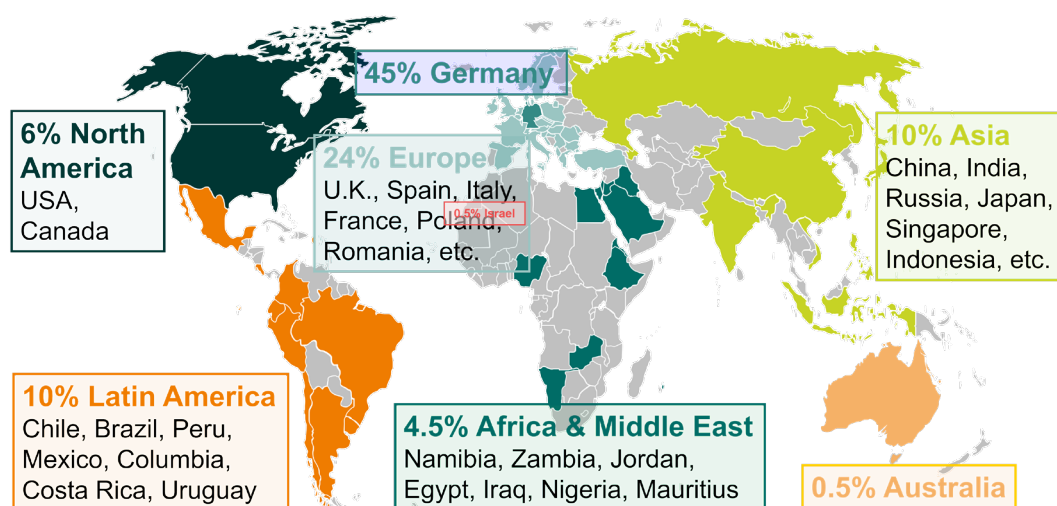 45% Germany
6% North
America
USA,
Canada
24% Europe
U.K., Spain, Italy,
France, Poland,
Romania, etc.
0.5% Israel
10% Asia
China, India,
Russia, Japan,
Singapore,
Indonesia, etc.
10% Latin America
Chile, Brazil, Peru,
Mexico, Columbia,
Costa Rica, Uruguay
4.5% Africa & Middle East
Namibia, Zambia, Jordan,
Egypt, Iraq, Nigeria, Mauritius
0.5% Australia